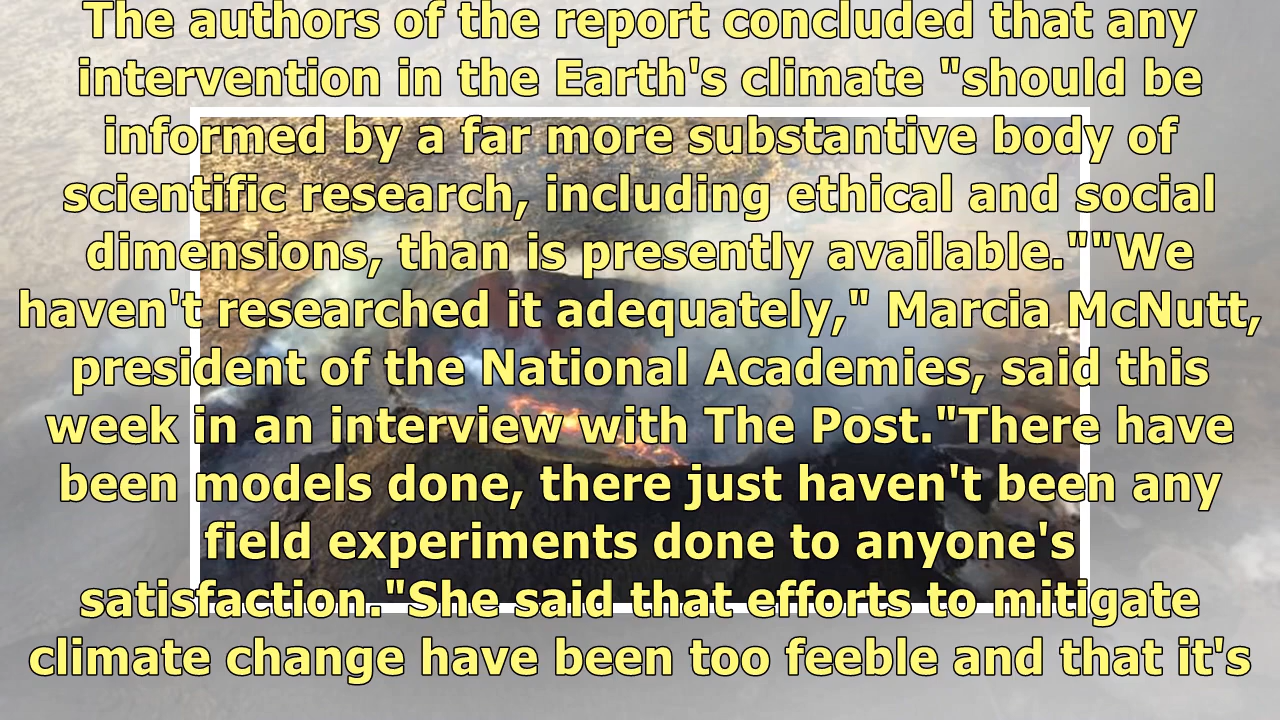 The authors of the report concluded that any
intervention in the Earth's climate "should be
informed by a far more substantive body of
scientific research, including ethical and social
dimensions, than is presently available.""We
haven't researched it adequately," Marcia McNutt,
president of the National Academies, said this
week in an interview with The Post."There have
been models done, there just haven't been any
field experiments done to anyone's
satisfaction."She said that efforts to mitigate
climate change have been too feeble and that it's